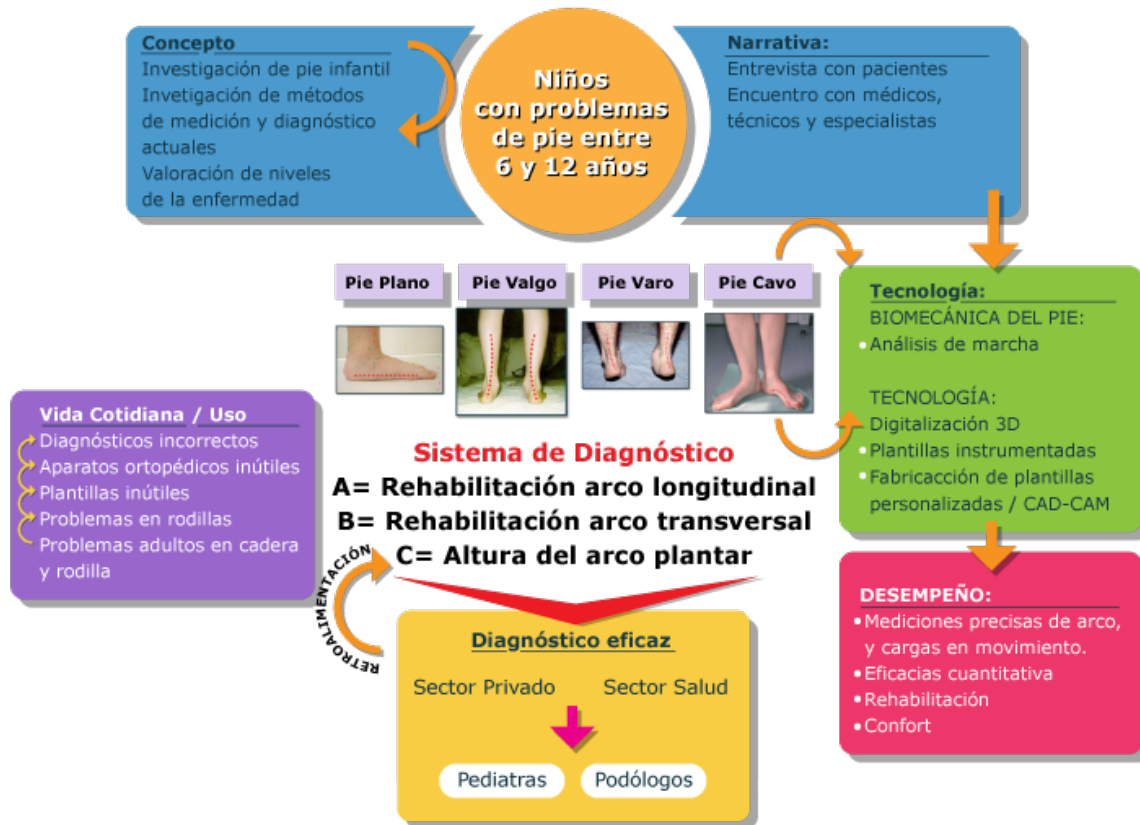 Concepto
Investigación de pie infantil
Invetigación de métodos
de medición y diagnóstico
actuales
Valoración de niveles
de la enfermedad
Niños
con problemas
de pie entre
6 y 12 años
Narrativa:
Entrevista con pacientes
Encuentro con médicos,
técnicos y especialistas
Pie Plano
Pie Valgo
Pie Varo
Pie Cavo
Tecnología:
BIOMECÁNICA DEL PIE:
• Análisis de marcha
TECNOLOGÍA:
Digitalización 3D
• Plantillas instrumentadas
• Fabricacción de plantillas
personalizadas / CAD-CAM
Vida Cotidiana / Uso
Diagnósticos incorrectos
Aparatos ortopédicos inútiles
Plantillas inútiles
Problemas en rodillas
Problemas adultos en cadera
y rodilla
Sistema de Diagnóstico
A= Rehabilitación arco longitudinal
B= Rehabilitación arco transversal
C= Altura del arco plantar
RETROALIMENTACIÓN
Diagnóstico eficaz
Sector Privado
Sector Salud
Pediatras
Podólogos
DESEMPEÑO:
• Mediciones precisas de arco,
y cargas en movimiento.
• Eficacias cuantitativa
• Rehabilitación
• Confort